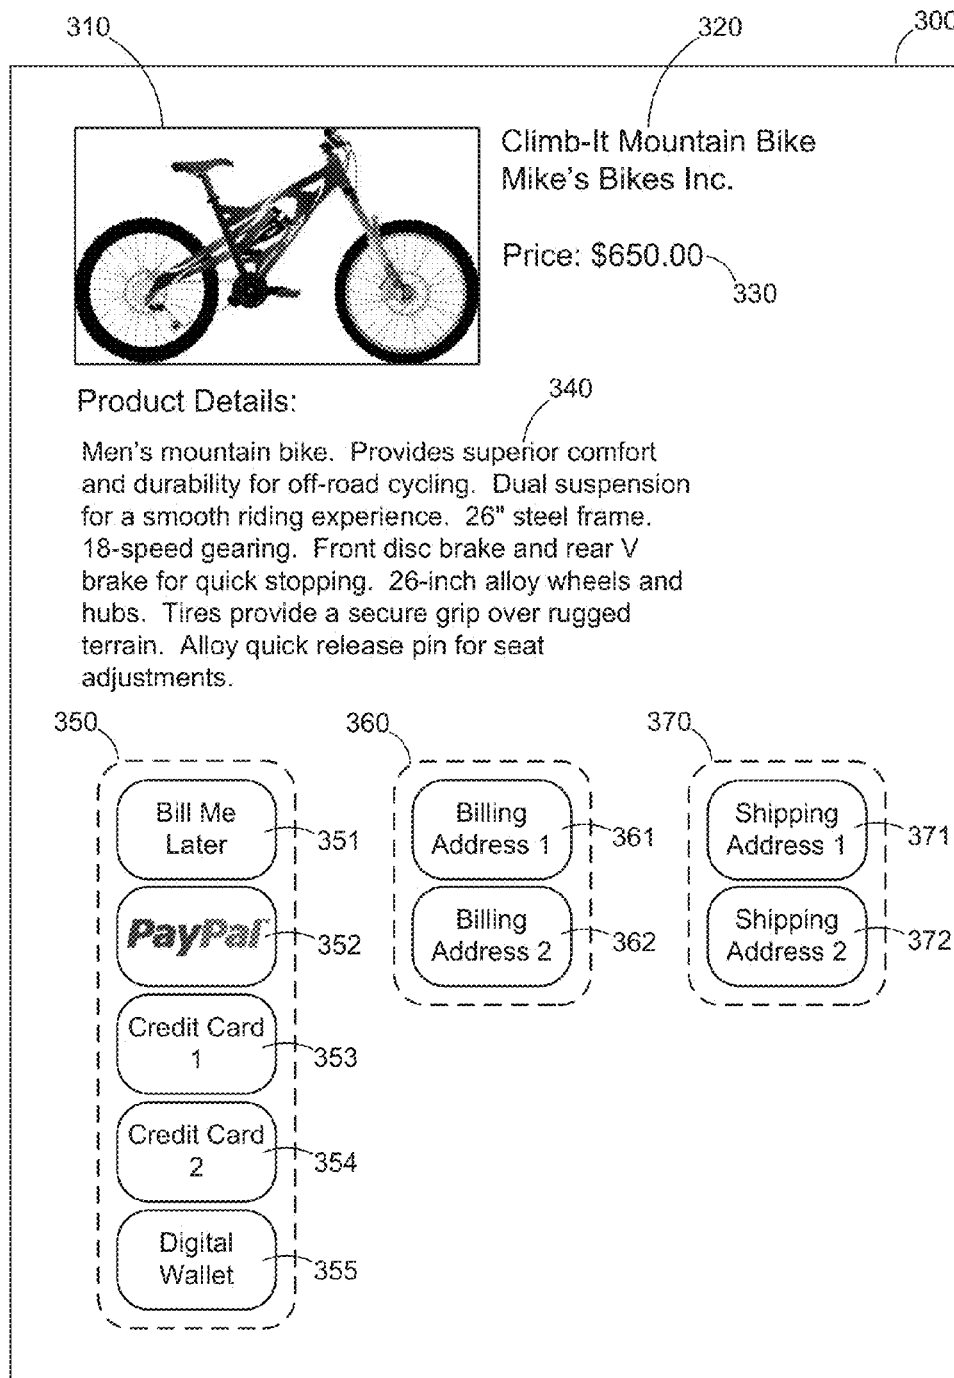 310
320
300
Climb-It Mountain Bike
Mike's Bikes Inc.
Price: $650.00
330
Product Details:
340
Men's mountain bike. Provides superior comfort
and durability for off-road cycling. Dual suspension
for a smooth riding experience. 26" steel frame.
18-speed gearing. Front disc brake and rear V
brake for quick stopping. 26-inch alloy wheels and
hubs. Tires provide a secure grip over rugged
terrain. Alloy quick release pin for seat
adjustments.
350
360
370
Bill Me
Later
351
PayPal
352
Credit Card
1
353
Credit Card
2
354
Digital
Wallet
355
Billing
Address 1
361
Billing
Address 2
362
Shipping
Address 1
371
Shipping
Address 2
372